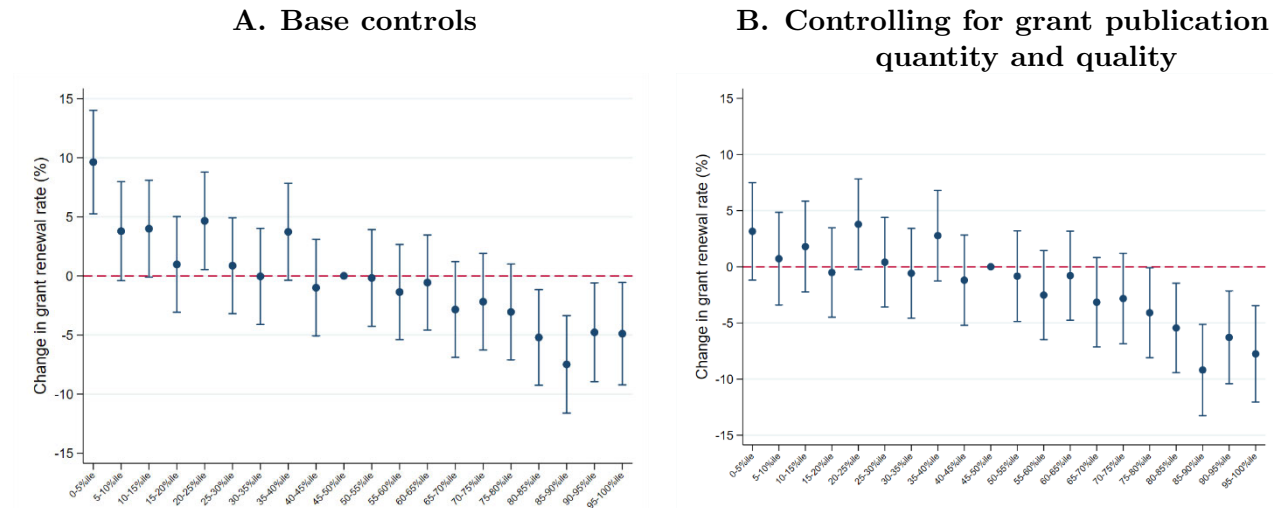 A. Base controls
15
10
5
0
-5
-10
-15
Change in grant renewal rate (%)
0-5%ile
5-10%ile
10-15%ile
15-20%ile
20-25%ile
25-30%ile
30-35%ile
35-40%ile
40-45%ile
45-50%ile
50-55%ile
55-60%ile
60-65%ile
65-70%ile
70-75%ile
75-80%ile
80-85%ile
85-90%ile
90-95%ile
95-100%ile
B. Controlling for grant publication
quantity and quality
15
10
5
0
-5
-10
-15
Change in grant renewal rate (%)
0-5%ile
5-10%ile
10-15%ile
15-20%ile
20-25%ile
25-30%ile
30-35%ile
35-40%ile
40-45%ile
45-50%ile
50-55%ile
55-60%ile
60-65%ile
65-70%ile
70-75%ile
75-80%ile
80-85%ile
85-90%ile
90-95%ile
95-100%ile